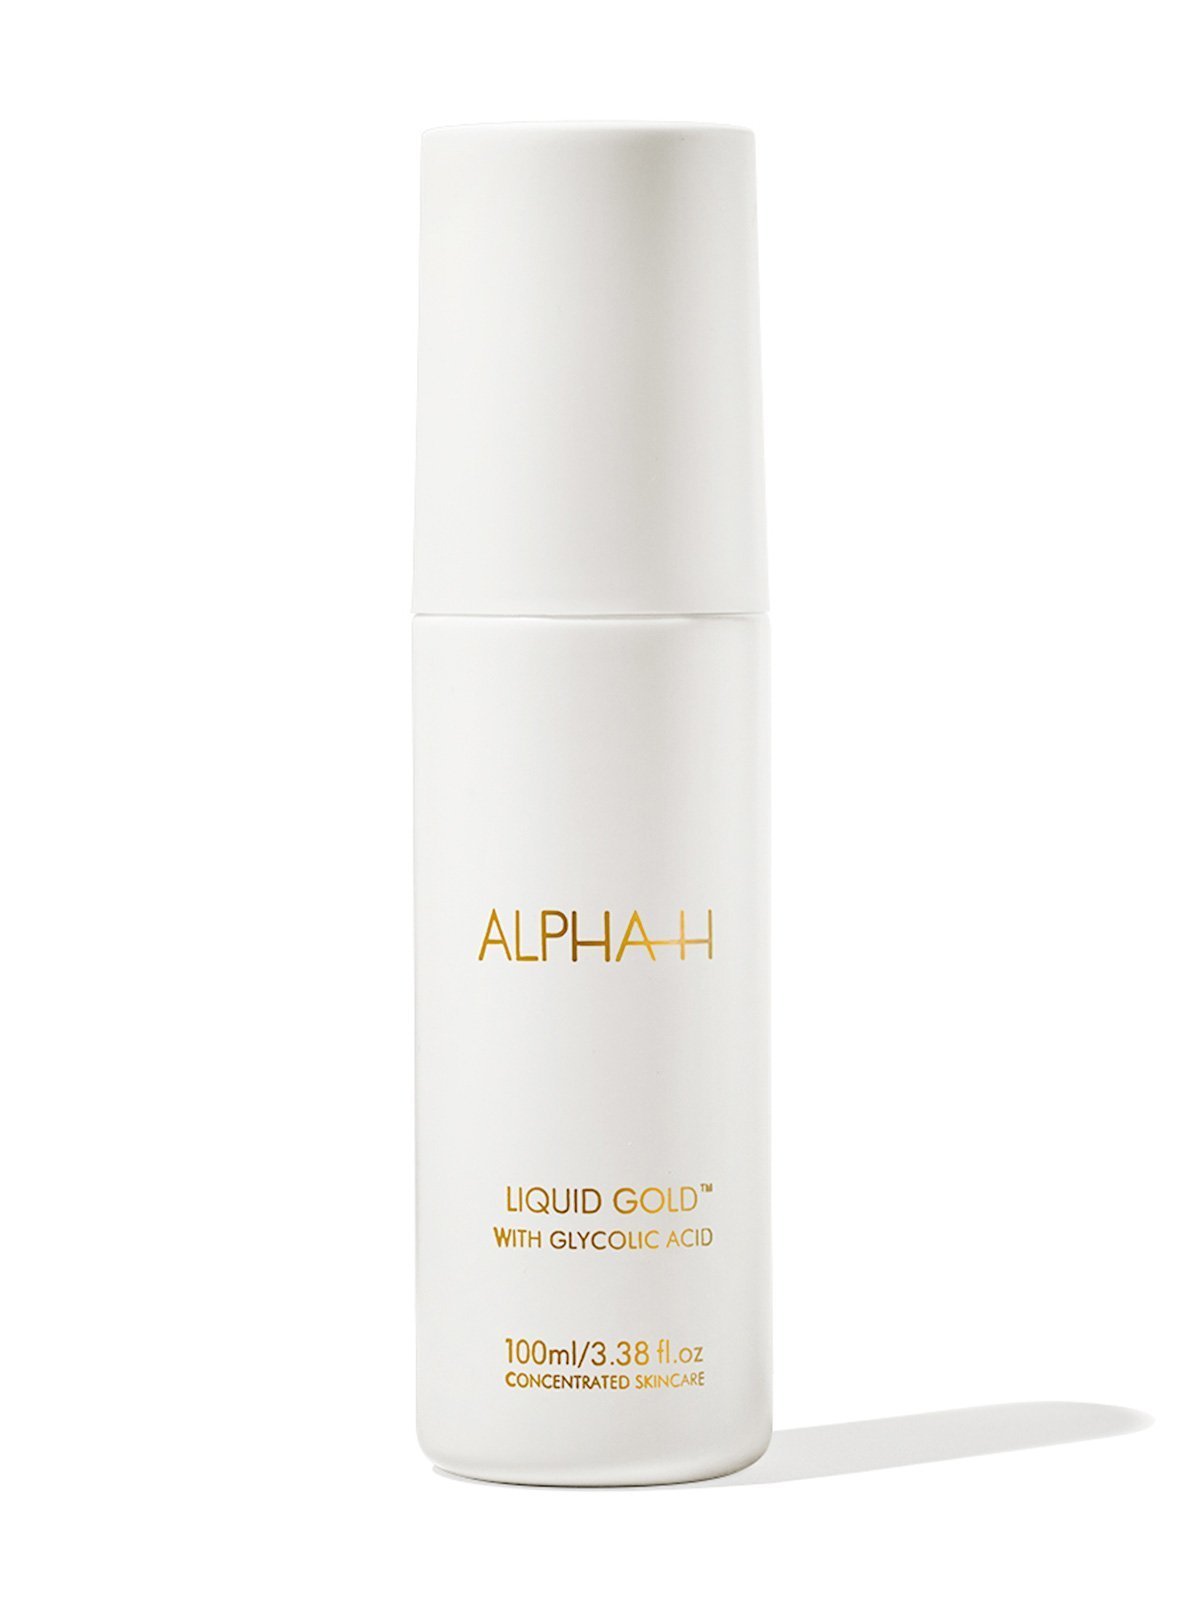 ALPHA-H
LIQUID GOLD™
WITH GLYCOLIC ACID
100ml/3.38 fl.oz
CONCENTRATED SKINCARE